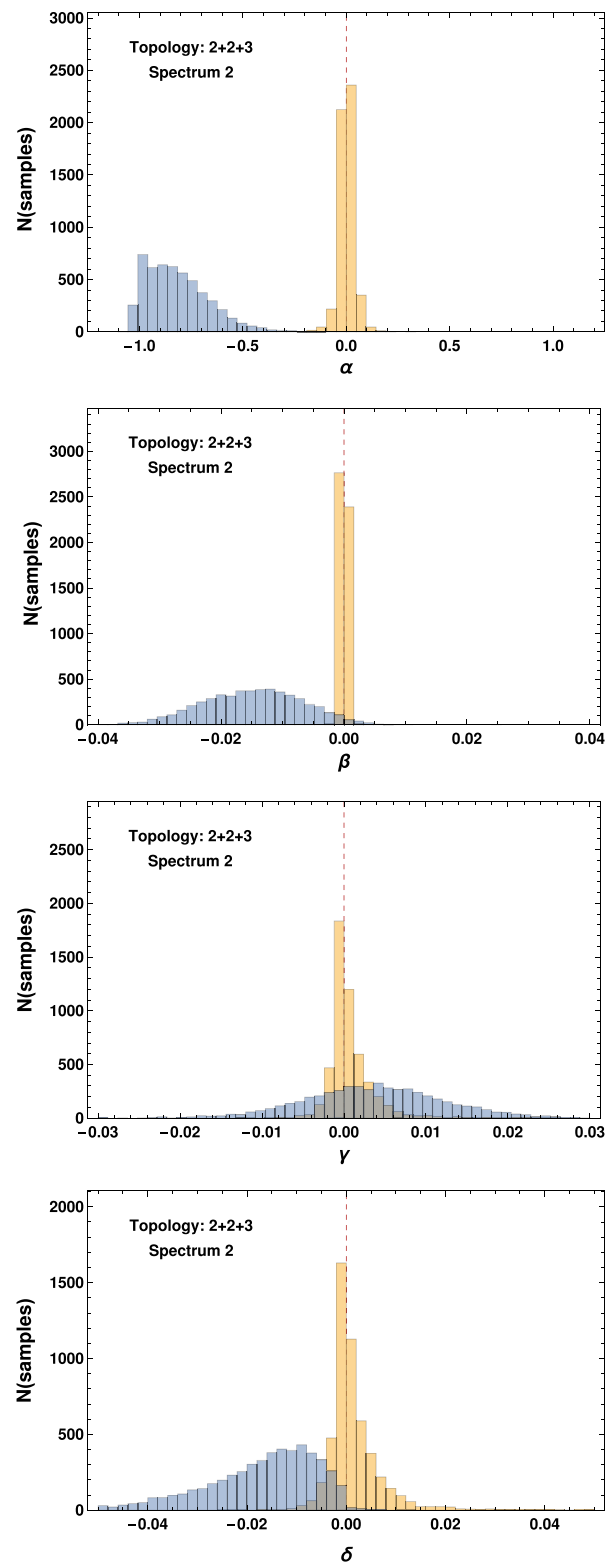 3000
Topology: 2+2+3
2500
Spectrum 2
2000
N(samples)
1500
1000
500
0
−1.0 −0.5 0.0 0.5 1.0
α
3000
Topology: 2+2+3
Spectrum 2
2500
2000
N(samples)
1500
1000
500
0
−0.04 −0.02 0.00 0.02 0.04
β
Topology: 2+2+3
2500
Spectrum 2
2000
N(samples)
1500
1000
500
0
−0.03 −0.02 −0.01 0.00 0.01 0.02 0.03
γ
2000
Topology: 2+2+3
Spectrum 2
1500
N(samples)
1000
500
0
−0.04 −0.02 0.00 0.02 0.04
δ